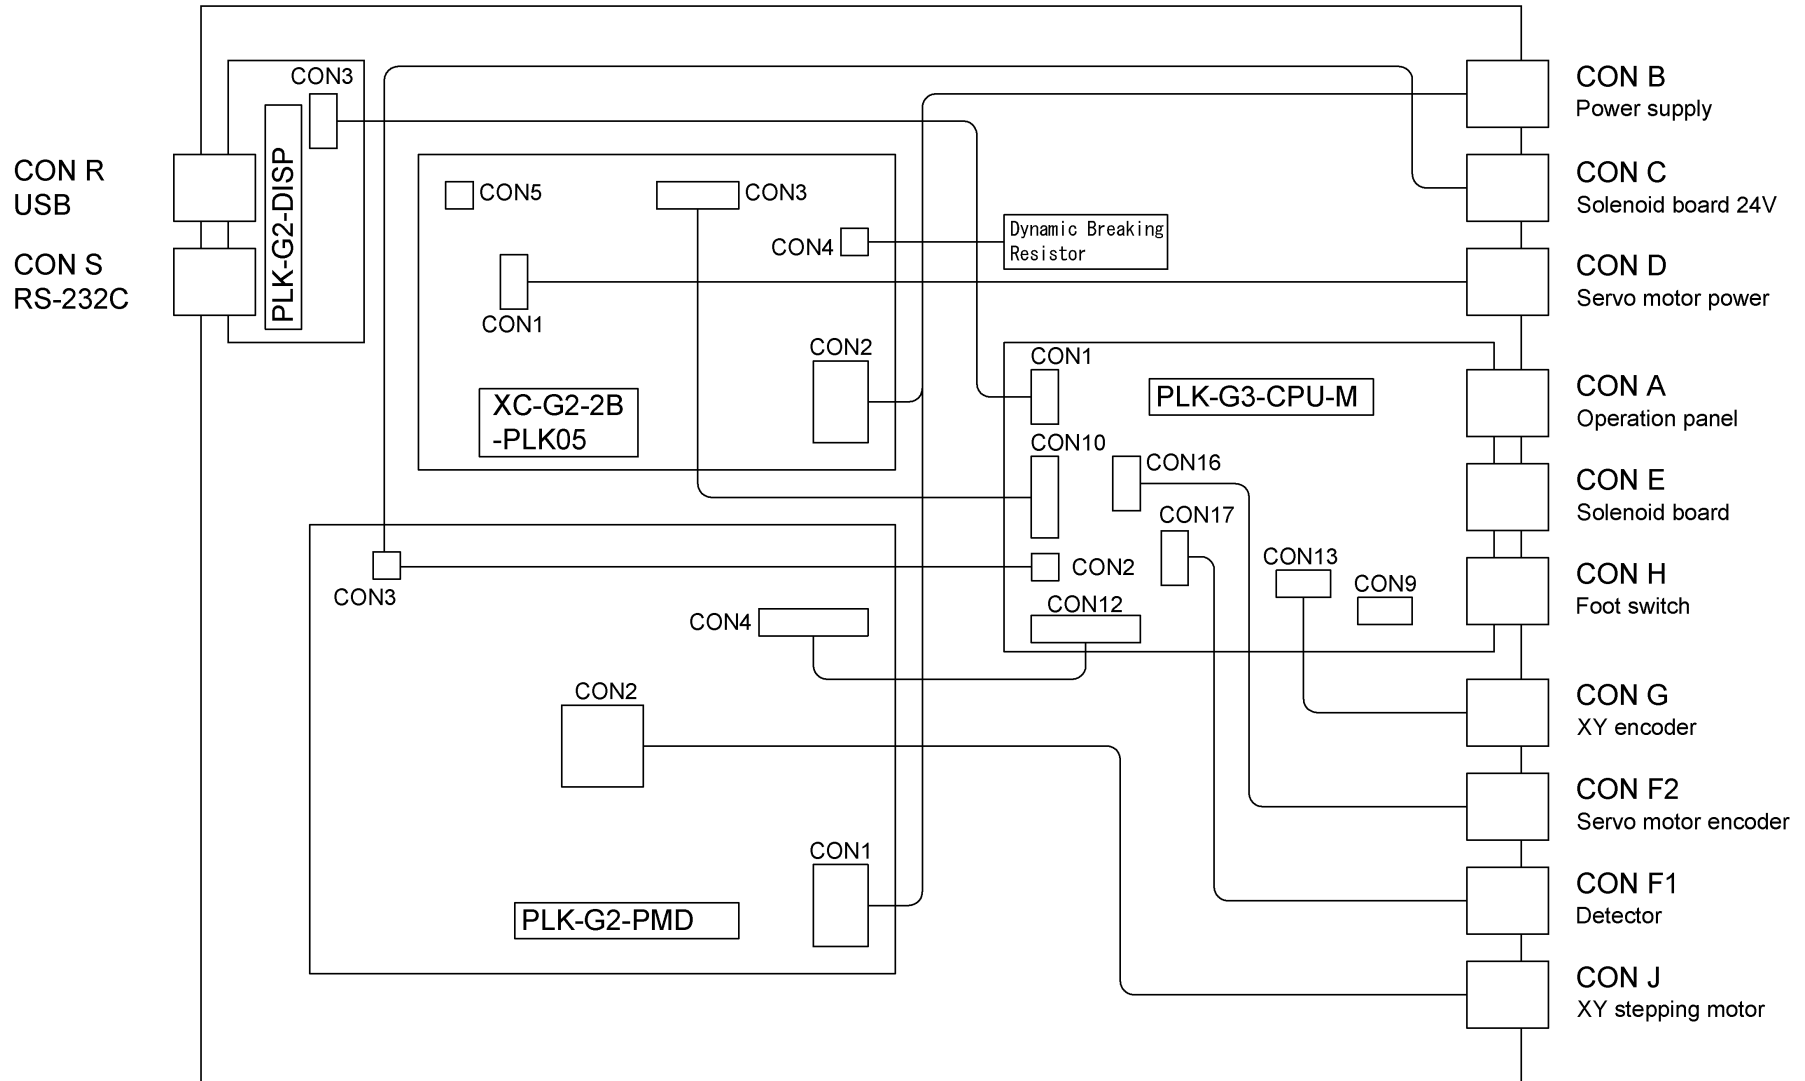 CON R
USB
CON S
RS-232C
CON3
PLK-G2-DISP
CON5
CON3
CON4
Dynamic Breaking
Resistor
CON1
CON2
XC-G2-2B
-PLK05
CON1
PLK-G3-CPU-M
CON10
CON16
CON17
CON13
CON2
CON9
CON12
CON3
CON4
CON2
CON1
PLK-G2-PMD
CON B
Power supply
CON C
Solenoid board 24V
CON D
Servo motor power
CON A
Operation panel
CON E
Solenoid board
CON H
Foot switch
CON G
XY encoder
CON F2
Servo motor encoder
CON F1
Detector
CON J
XY stepping motor